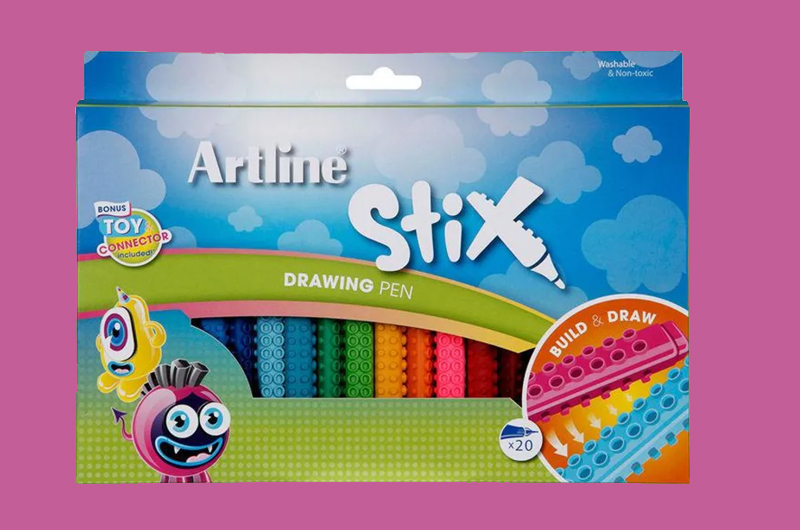 Washable
& Non-toxic
Artline®
Stix
BONUS
TOY
CONNECTOR
included!
DRAWING PEN
BUILD & DRAW
x20